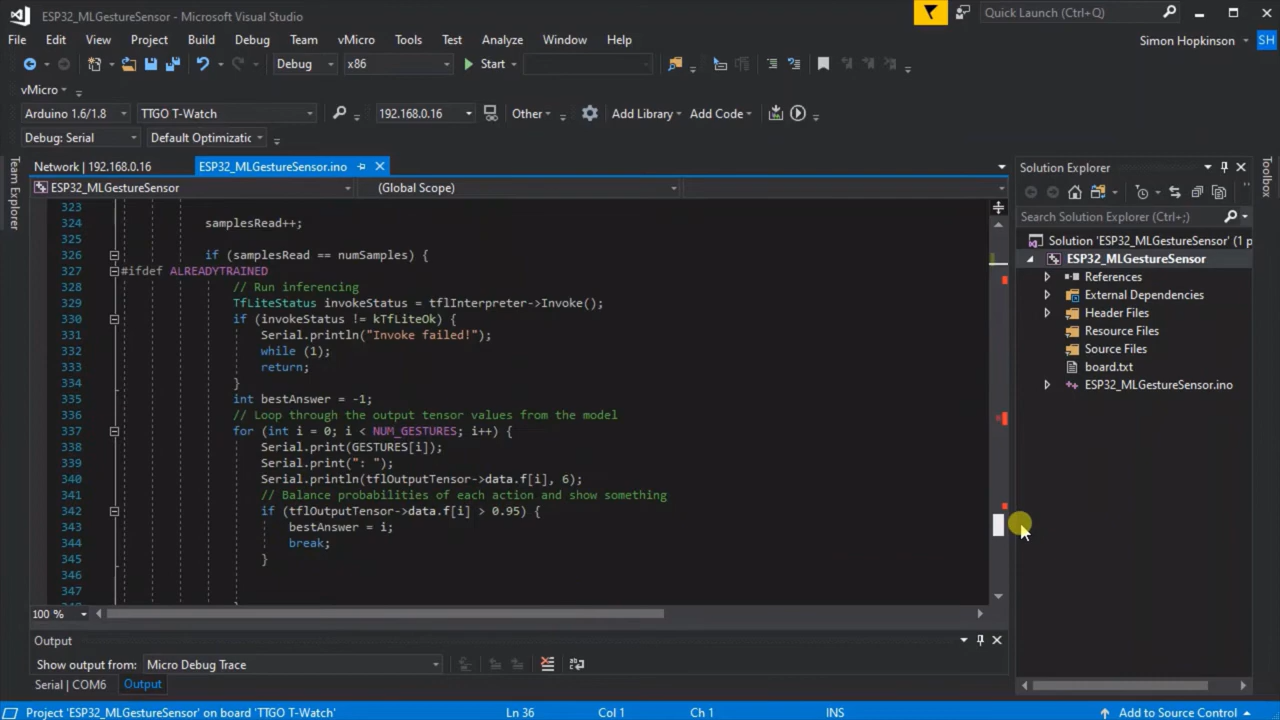 ESP32_MLGestureSensor - Microsoft Visual Studio
Quick Launch (Ctrl+Q)
File Edit View Project Build Debug Team vMicro Tools Test Analyze Window Help
Simon Hopkinson SH
Debug x86 Start
vMicro
Arduino 1.6/1.8 TTGO T-Watch 192.168.0.16 Other Add Library Add Code
Debug: Serial Default Optimizatic
Team Explorer
Toolbox
Network | 192.168.0.16 ESP32_MLGestureSensor.ino
ESP32_MLGestureSensor (Global Scope)
323
324 samplesRead++;
325
326 if (samplesRead == numSamples) {
327 #ifdef ALREADYTRAINED
328 // Run inferencing
329 TfLiteStatus invokeStatus = tflInterpreter->Invoke();
330 if (invokeStatus != kTfLiteOk) {
331 Serial.println("Invoke failed!");
332 while (1);
333 return;
334 }
335 int bestAnswer = -1;
336 // Loop through the output tensor values from the model
337 for (int i = 0; i < NUM_GESTURES; i++) {
338 Serial.print(GESTURES[i]);
339 Serial.print(": ");
340 Serial.println(tflOutputTensor->data.f[i], 6);
341 // Balance probabilities of each action and show something
342 if (tflOutputTensor->data.f[i] > 0.95) {
343 bestAnswer = i;
344 break;
345 }
346
347
100 %
Solution Explorer
Search Solution Explorer (Ctrl+;)
Solution 'ESP32_MLGestureSensor' (1 p
ESP32_MLGestureSensor
References
External Dependencies
Header Files
Resource Files
Source Files
board.txt
ESP32_MLGestureSensor.ino
Output
Show output from: Micro Debug Trace
Serial | COM6 Output
Project 'ESP32_MLGestureSensor' on board 'TTGO T-Watch' Ln 36 Col 1 Ch 1 INS Add to Source Control